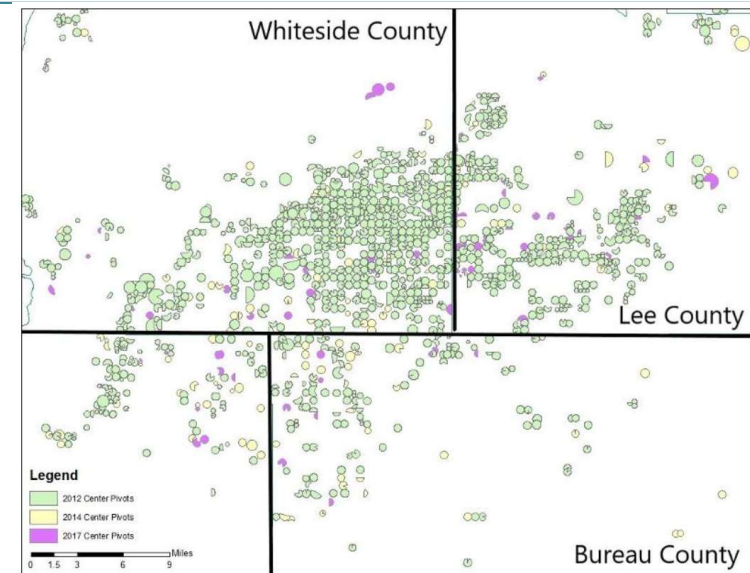 Whiteside County
Lee County
Legend
2012 Center Pivots
2014 Center Pivots
2017 Center Pivots
Miles
0 1.5 3 6 9
Bureau County